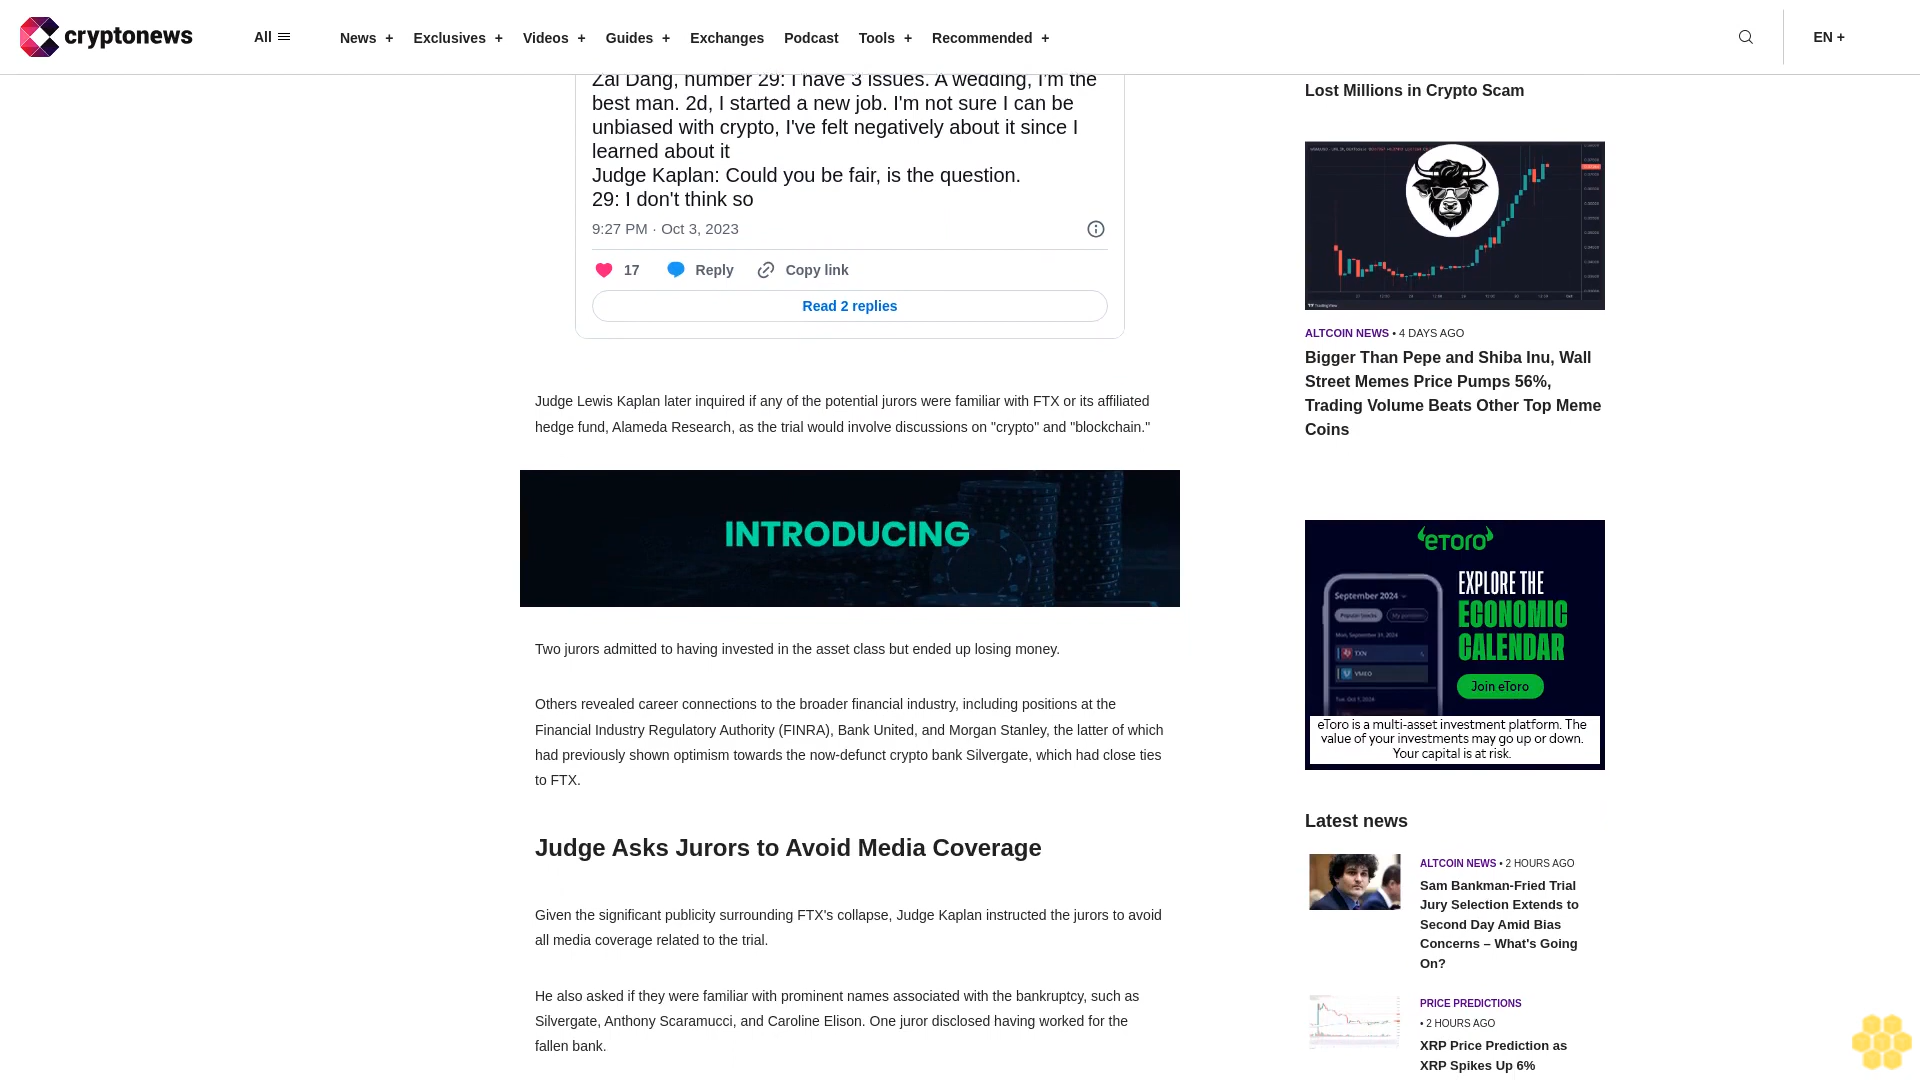 cryptonews
All
News +
Exclusives +
Videos +
Guides +
Exchanges
Podcast
Tools +
Recommended +
EN +
Zai Dang, number 29: I have 3 issues. A wedding, I'm the
best man. 2d, I started a new job. I'm not sure I can be
unbiased with crypto, I've felt negatively about it since I
learned about it
Judge Kaplan: Could you be fair, is the question.
29: I don't think so
9:27 PM · Oct 3, 2023
17
Reply
Copy link
Read 2 replies
Judge Lewis Kaplan later inquired if any of the potential jurors were familiar with FTX or its affiliated
hedge fund, Alameda Research, as the trial would involve discussions on "crypto" and "blockchain."
INTRODUCING
Two jurors admitted to having invested in the asset class but ended up losing money.
Others revealed career connections to the broader financial industry, including positions at the
Financial Industry Regulatory Authority (FINRA), Bank United, and Morgan Stanley, the latter of which
had previously shown optimism towards the now-defunct crypto bank Silvergate, which had close ties
to FTX.
Judge Asks Jurors to Avoid Media Coverage
Given the significant publicity surrounding FTX's collapse, Judge Kaplan instructed the jurors to avoid
all media coverage related to the trial.
He also asked if they were familiar with prominent names associated with the bankruptcy, such as
Silvergate, Anthony Scaramucci, and Caroline Elison. One juror disclosed having worked for the
fallen bank.
Lost Millions in Crypto Scam
ALTCOIN NEWS • 4 DAYS AGO
Bigger Than Pepe and Shiba Inu, Wall
Street Memes Price Pumps 56%,
Trading Volume Beats Other Top Meme
Coins
eToro
EXPLORE THE
ECONOMIC
CALENDAR
Join eToro
September 2024
Popular stocks
TXN
VMILO
eToro is a multi-asset investment platform. The
value of your investments may go up or down.
Your capital is at risk.
Latest news
ALTCOIN NEWS • 2 HOURS AGO
Sam Bankman-Fried Trial
Jury Selection Extends to
Second Day Amid Bias
Concerns – What's Going
On?
PRICE PREDICTIONS
• 2 HOURS AGO
XRP Price Prediction as
XRP Spikes Up 6%